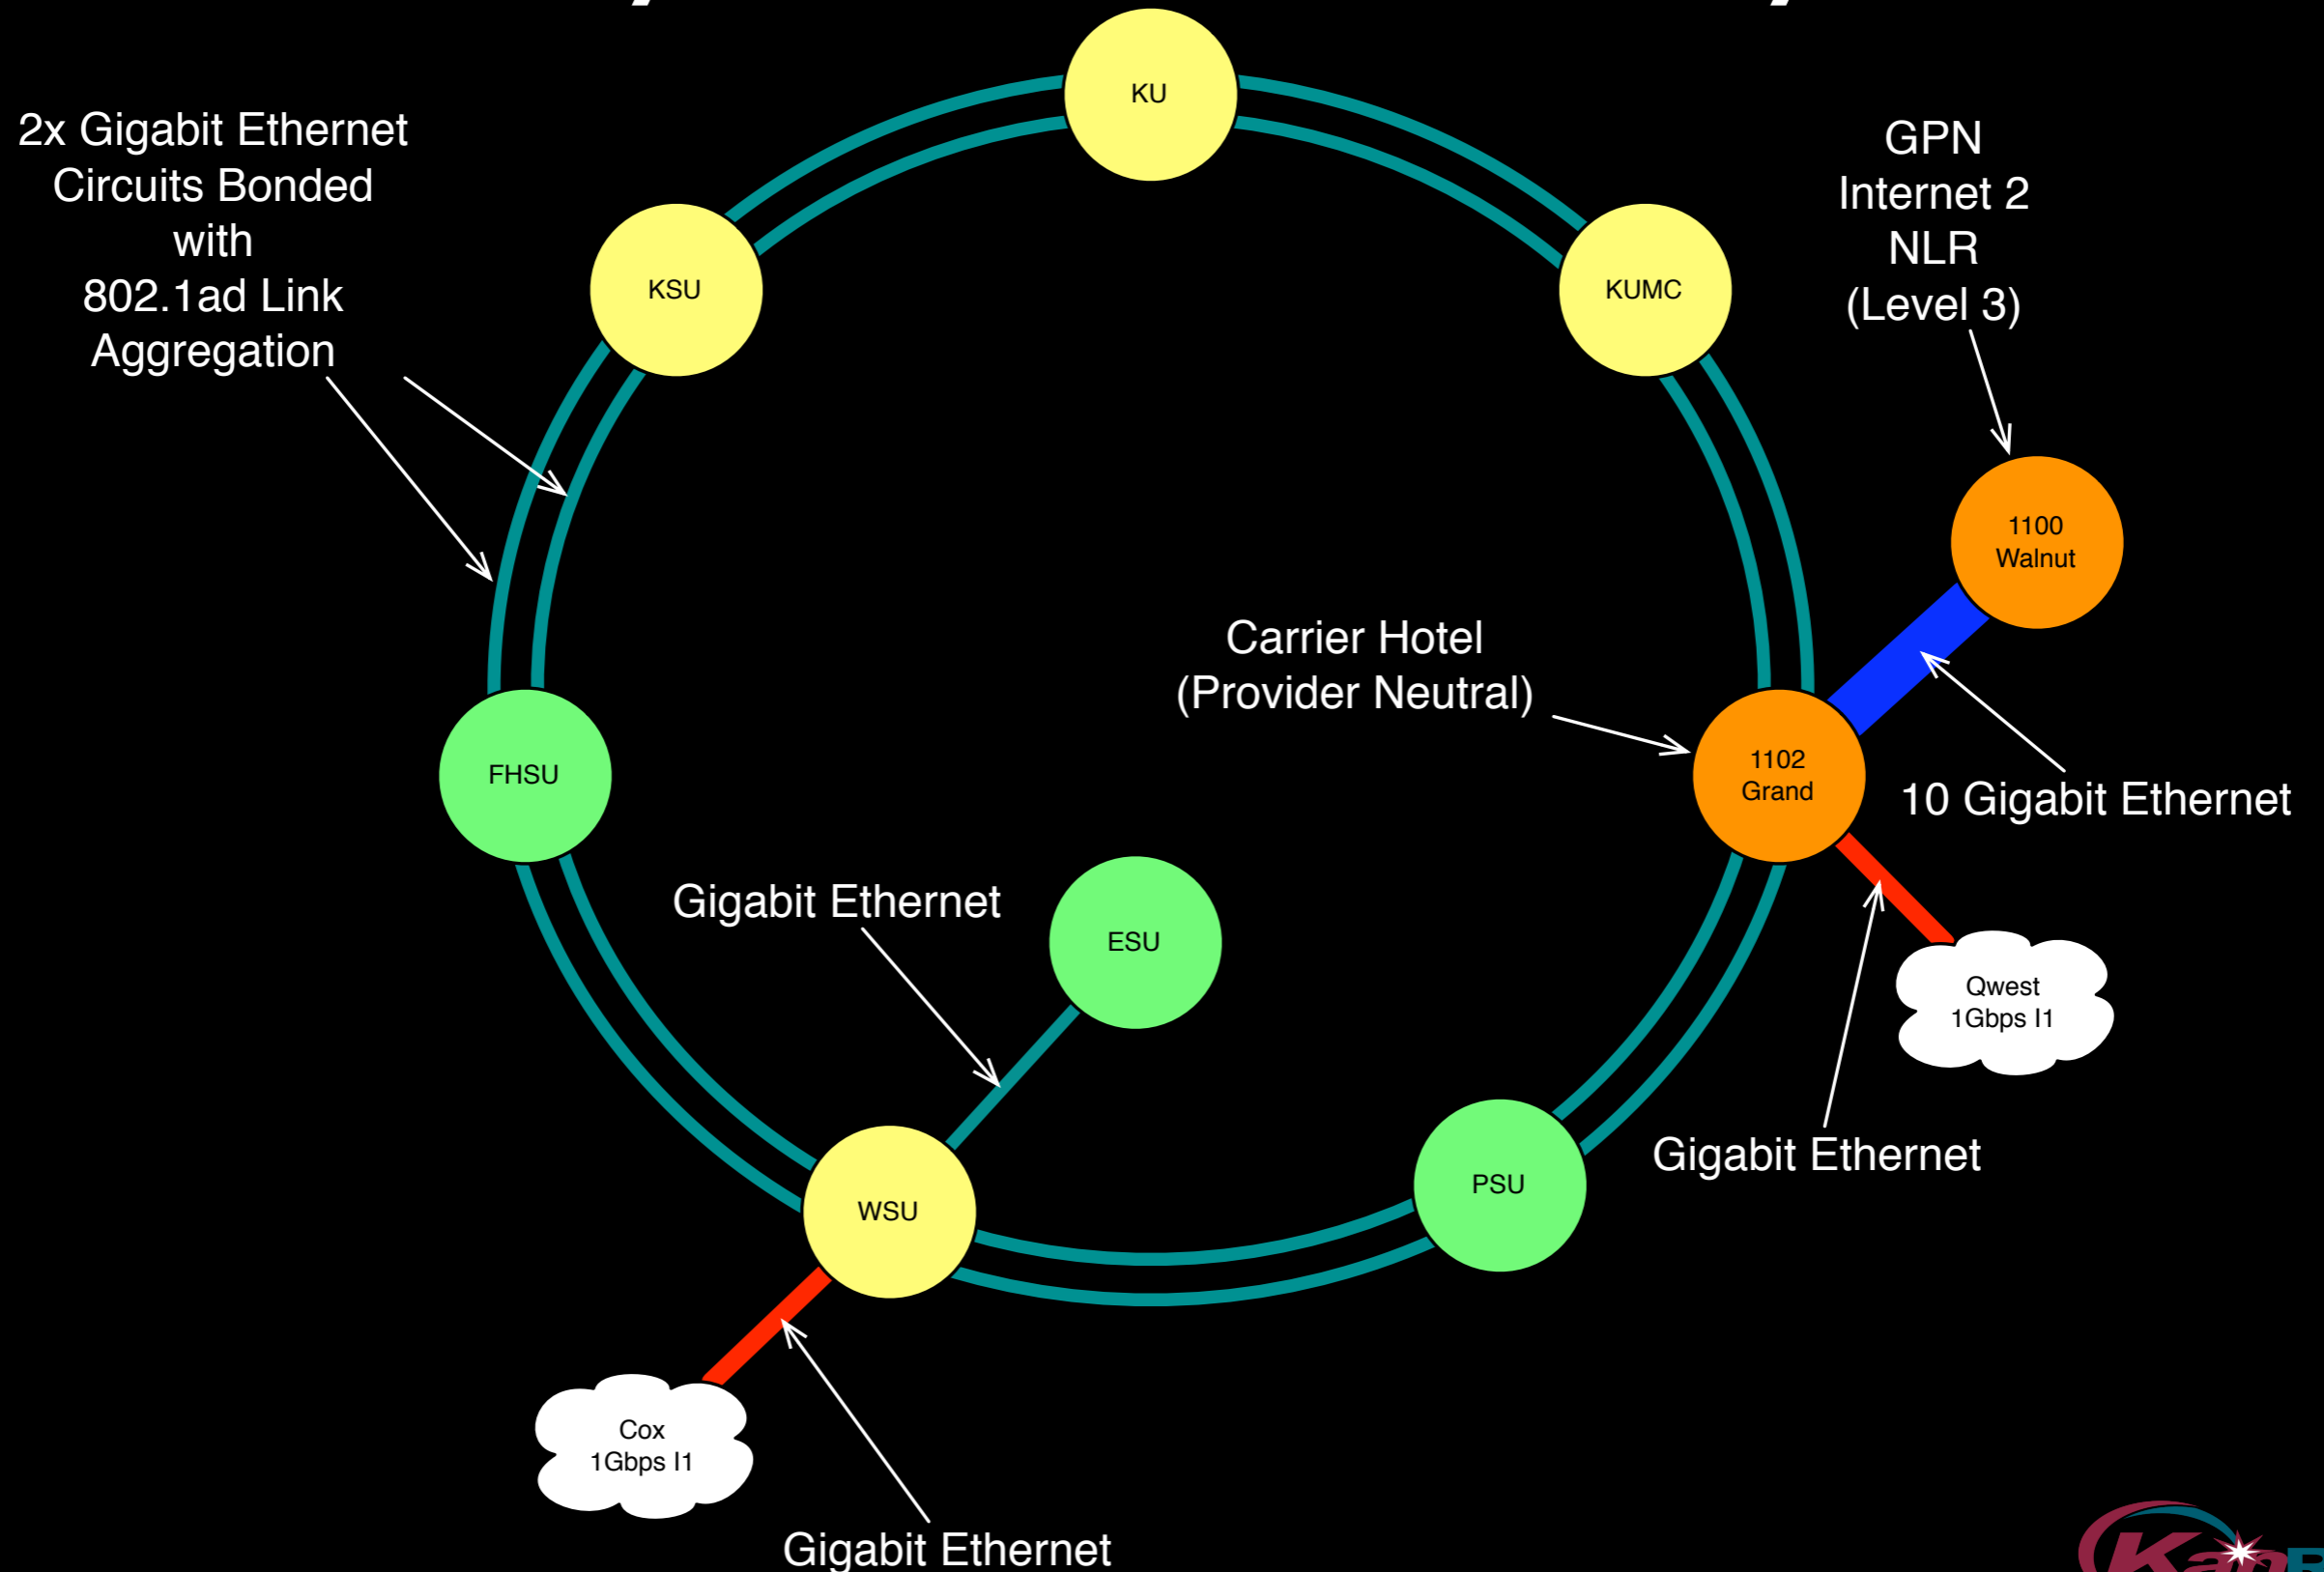 KU
2x Gigabit Ethernet
Circuits Bonded
with
802.1ad Link
Aggregation
GPN
Internet 2
NLR
(Level 3)
KSU
KUMC
1100
Walnut
Carrier Hotel
(Provider Neutral)
1102
Grand
10 Gigabit Ethernet
FHSU
Gigabit Ethernet
ESU
Qwest
1Gbps I1
Gigabit Ethernet
PSU
WSU
Cox
1Gbps I1
Gigabit Ethernet